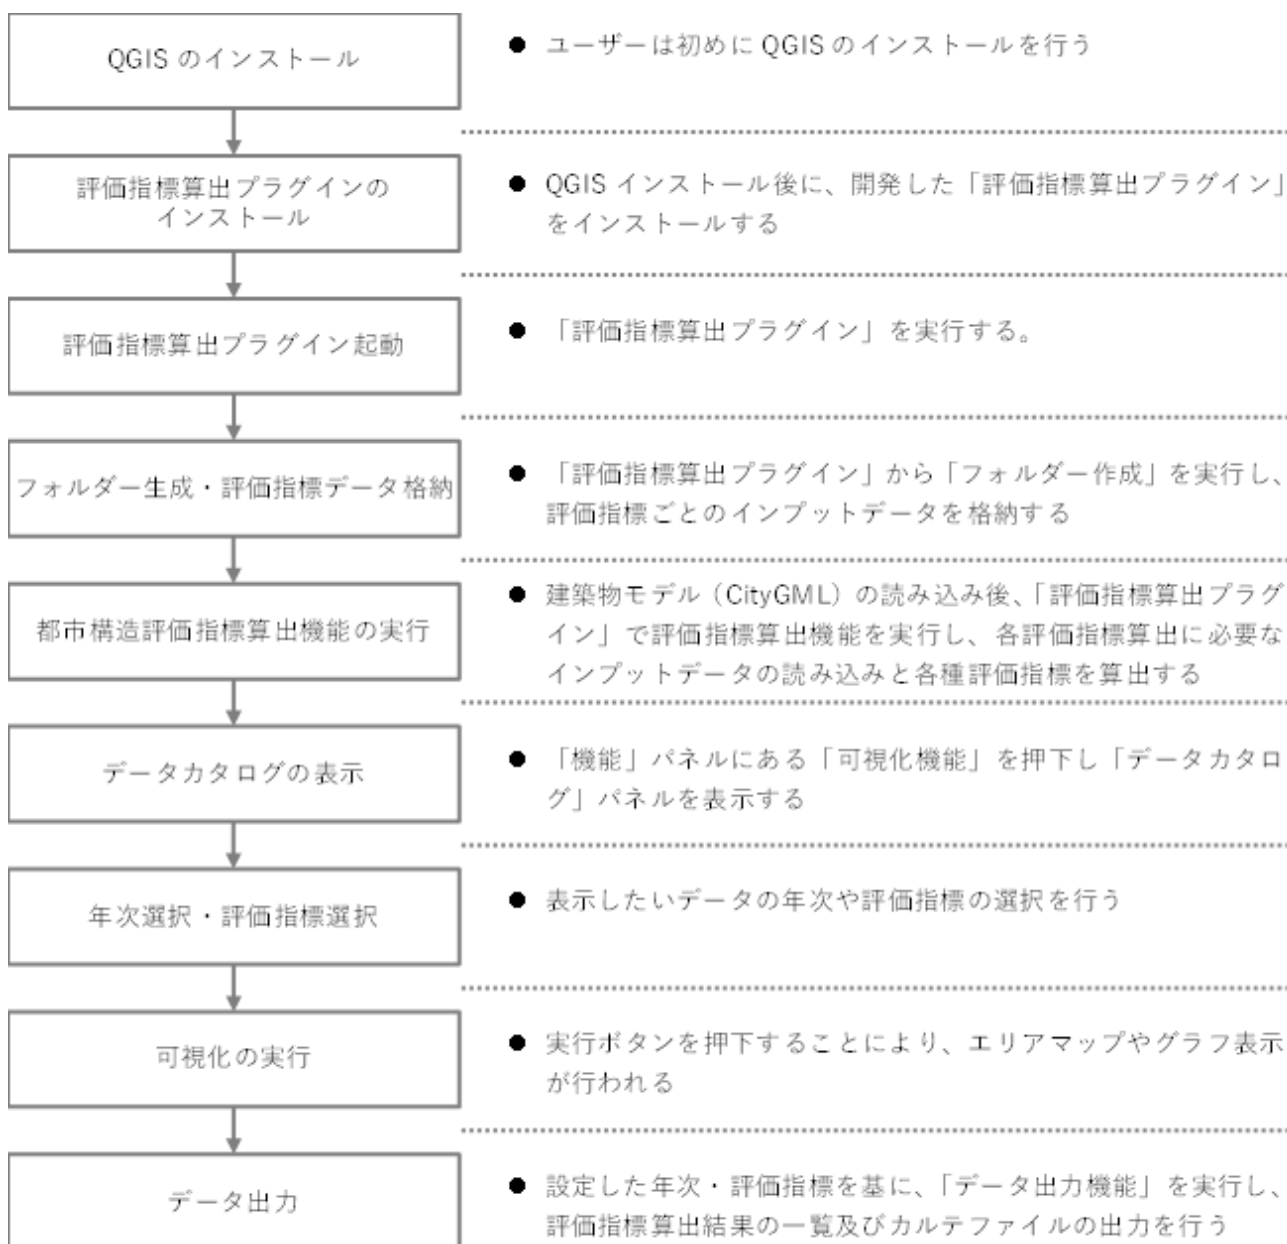 QGIS のインストール
● ユーザーは初めに QGIS のインストールを行う
評価指標算出プラグインの
インストール
● QGIS インストール後に、開発した「評価指標算出プラグイン」
をインストールする
評価指標算出プラグイン起動
● 「評価指標算出プラグイン」を実行する。
フォルダー生成・評価指標データ格納
● 「評価指標算出プラグイン」から「フォルダー作成」を実行し、
評価指標ごとのインプットデータを格納する
都市構造評価指標算出機能の実行
● 建築物モデル（CityGML）の読み込み後、「評価指標算出プラグ
イン」で評価指標算出機能を実行し、各評価指標算出に必要な
インプットデータの読み込みと各種評価指標を算出する
データカタログの表示
● 「機能」パネルにある「可視化機能」を押下し「データカタロ
グ」パネルを表示する
年次選択・評価指標選択
● 表示したいデータの年次や評価指標の選択を行う
可視化の実行
● 実行ボタンを押下することにより、エリアマップやグラフ表示
が行われる
データ出力
● 設定した年次・評価指標を基に、「データ出力機能」を実行し、
評価指標算出結果の一覧及びカルテファイルの出力を行う